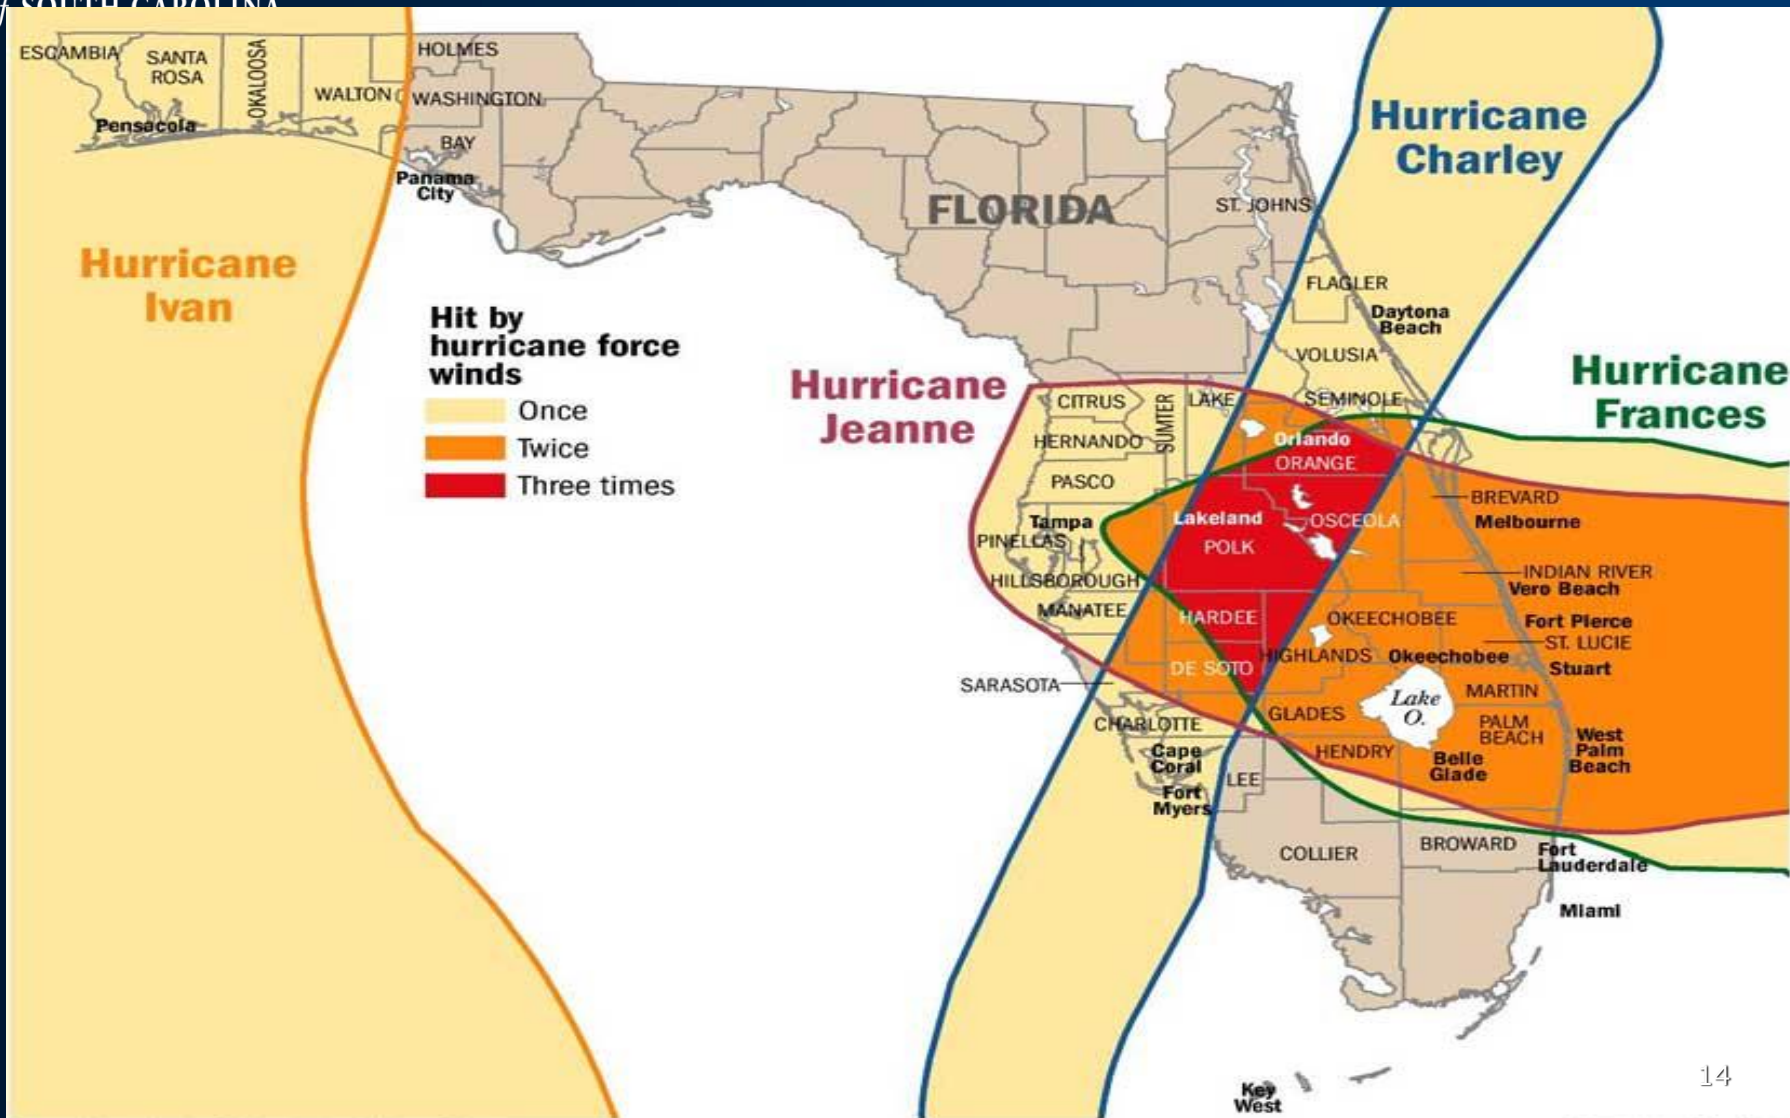 SOUTH CAROLINA
ESCAMBIA
SANTA
ROSA
OKALOOSA
WALTON
HOLMES
WASHINGTON
BAY
Pensacola
Panama
City
Hurricane
Ivan
Hit by
hurricane force
winds
Once
Twice
Three times
FLORIDA
Hurricane
Charley
ST. JOHNS
FLAGLER
Daytona
Beach
VOLUSIA
Hurricane
Jeanne
Hurricane
Frances
CITRUS
SUMTER
LAKE
SEMINOLE
HERNANDO
Orlando
ORANGE
PASCO
BREVARD
Melbourne
Tampa
Lakeland
OSCEOLA
PINELLAS
POLK
HILLSBOROUGH
INDIAN RIVER
Vero Beach
MANATEE
HARDEE
OKEECHOBEE
Fort Pierce
ST. LUCIE
HIGHLANDS
Okeechobee
Stuart
DE SOTO
SARASOTA
Lake
O.
MARTIN
GLADES
CHARLOTTE
PALM
BEACH
West
Palm
Beach
Cape
Coral
HENDRY
Belle
Glade
LEE
Fort
Myers
COLLIER
BROWARD
Fort
Lauderdale
Miami
Key
West
14